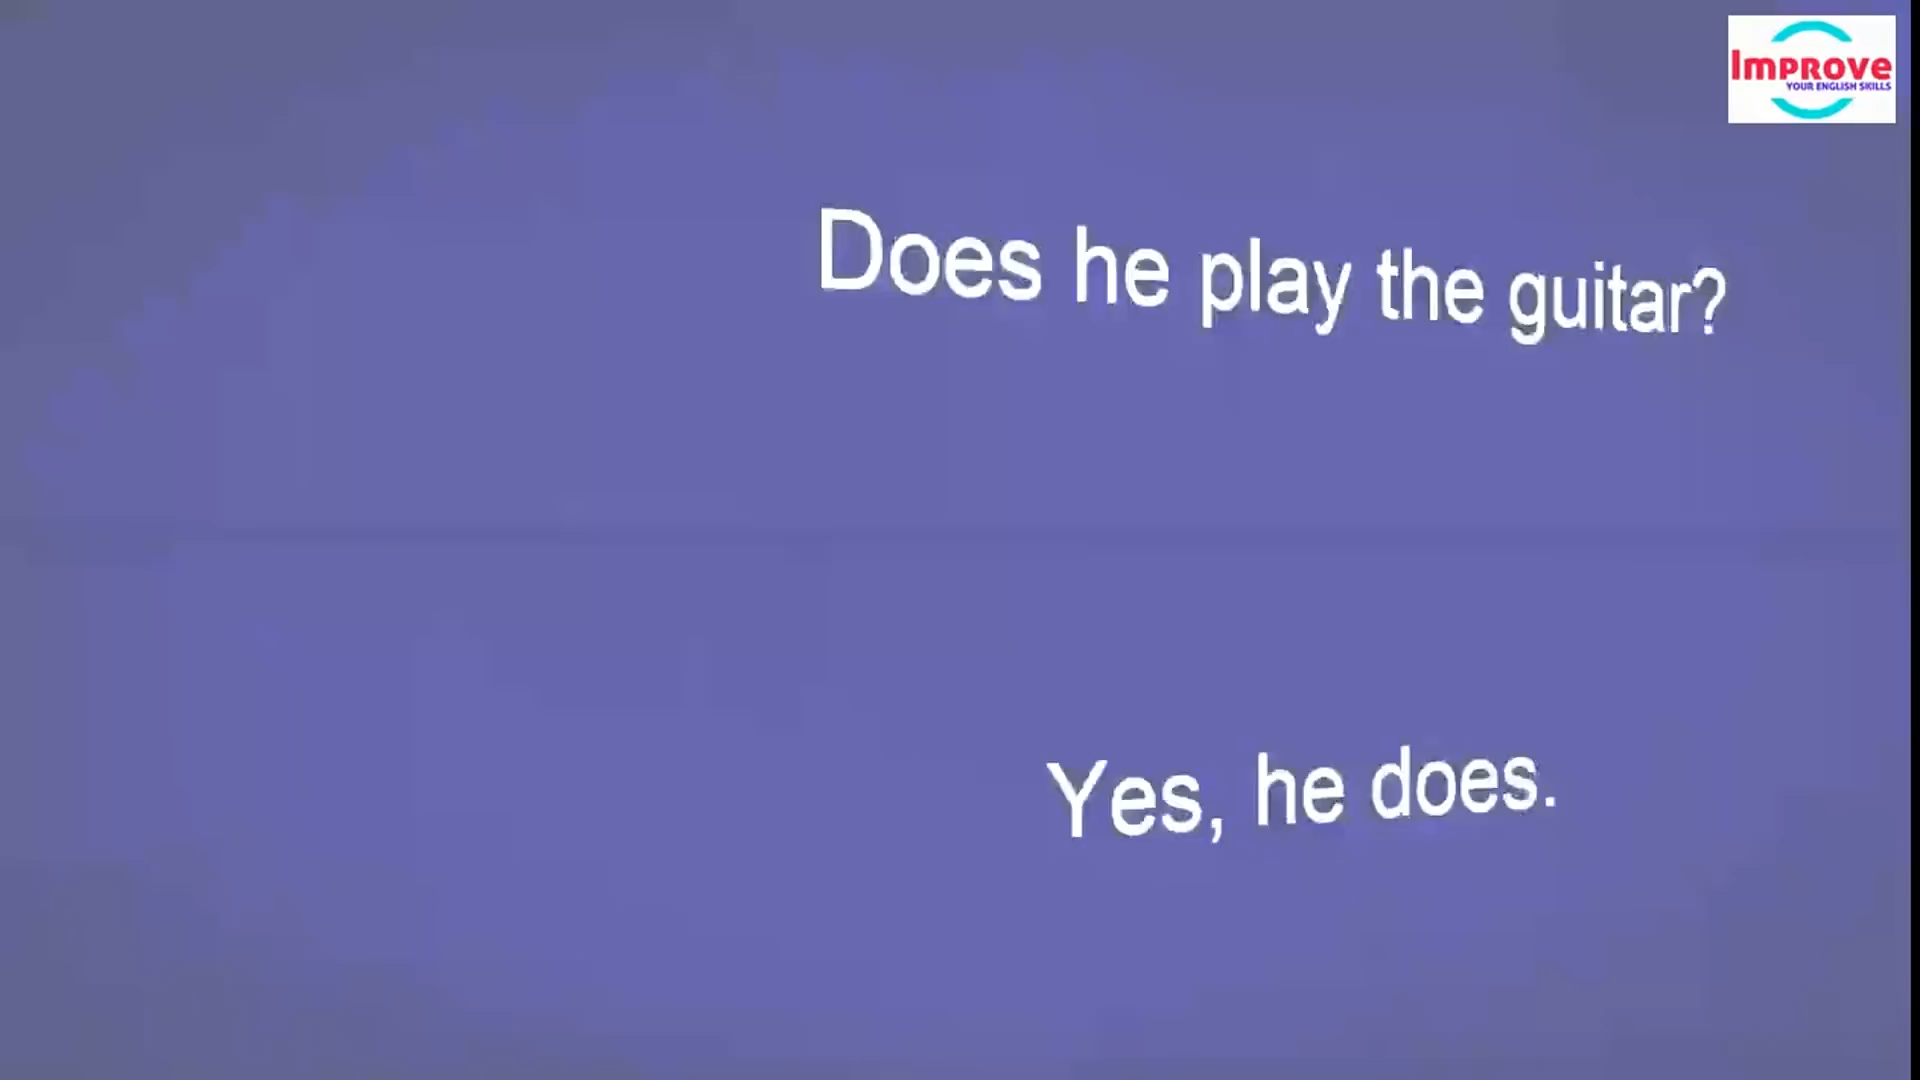 Improve
YOUR ENGLISH SKILLS
Does he play the guitar?
Yes, he does.